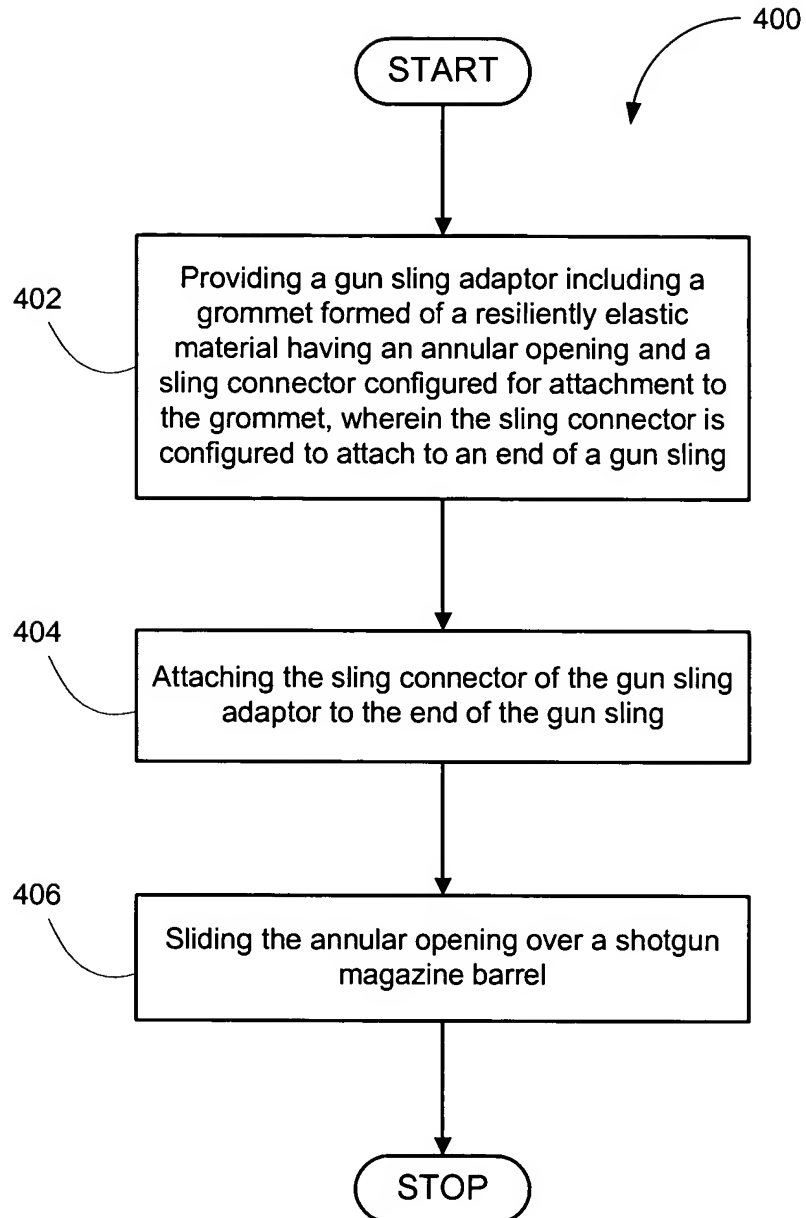 400
START
402
Providing a gun sling adaptor including a
grommet formed of a resiliently elastic
material having an annular opening and a
sling connector configured for attachment to
the grommet, wherein the sling connector is
configured to attach to an end of a gun sling
404
Attaching the sling connector of the gun sling
adaptor to the end of the gun sling
406
Sliding the annular opening over a shotgun
magazine barrel
STOP